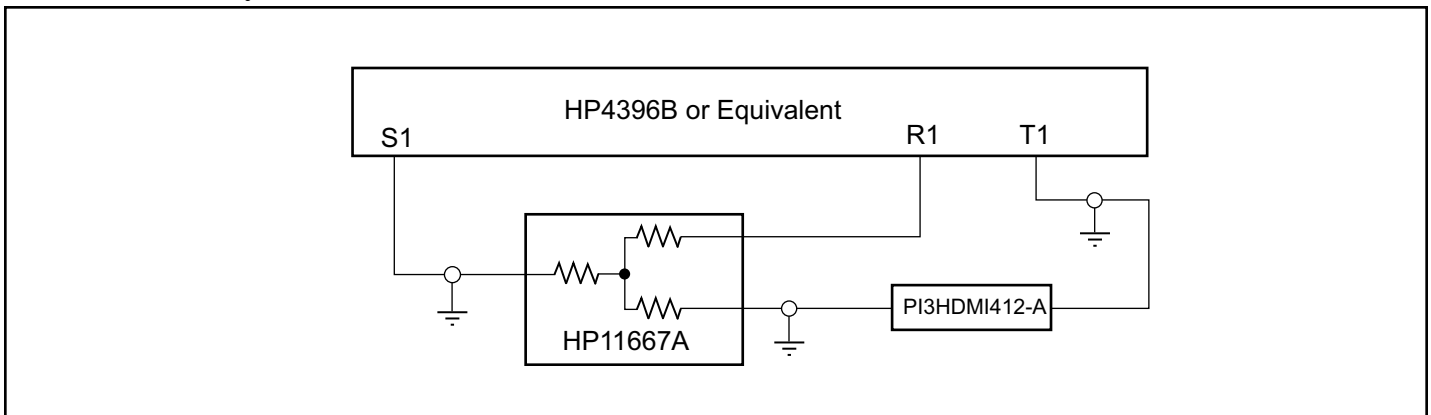 HP4396B or Equivalent
S1
R1
T1
PI3HDMI412-A
HP11667A